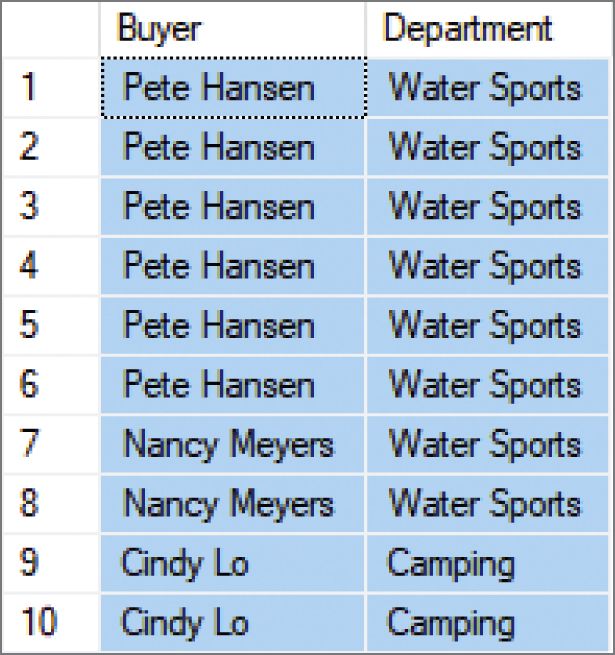 Buyer Department
1 Pete Hansen Water Sports
2 Pete Hansen Water Sports
3 Pete Hansen Water Sports
4 Pete Hansen Water Sports
5 Pete Hansen Water Sports
6 Pete Hansen Water Sports
7 Nancy Meyers Water Sports
8 Nancy Meyers Water Sports
9 Cindy Lo Camping
10 Cindy Lo Camping